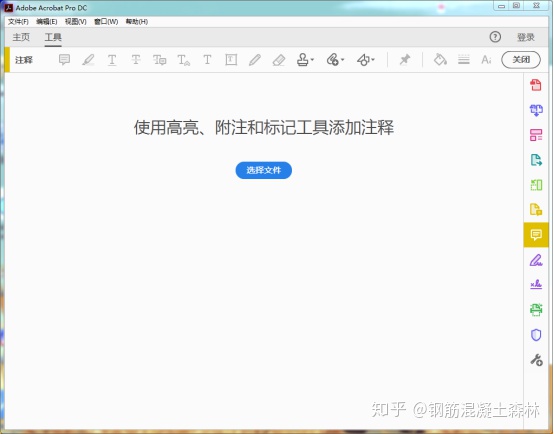 Adobe Acrobat Pro DC
文件(F) 编辑(E) 视图(V) 窗口(W) 帮助(H)
主页 工具 登录
注释 关闭
使用高亮、附注和标记工具添加注释
选择文件
知乎 @钢筋混凝土森林